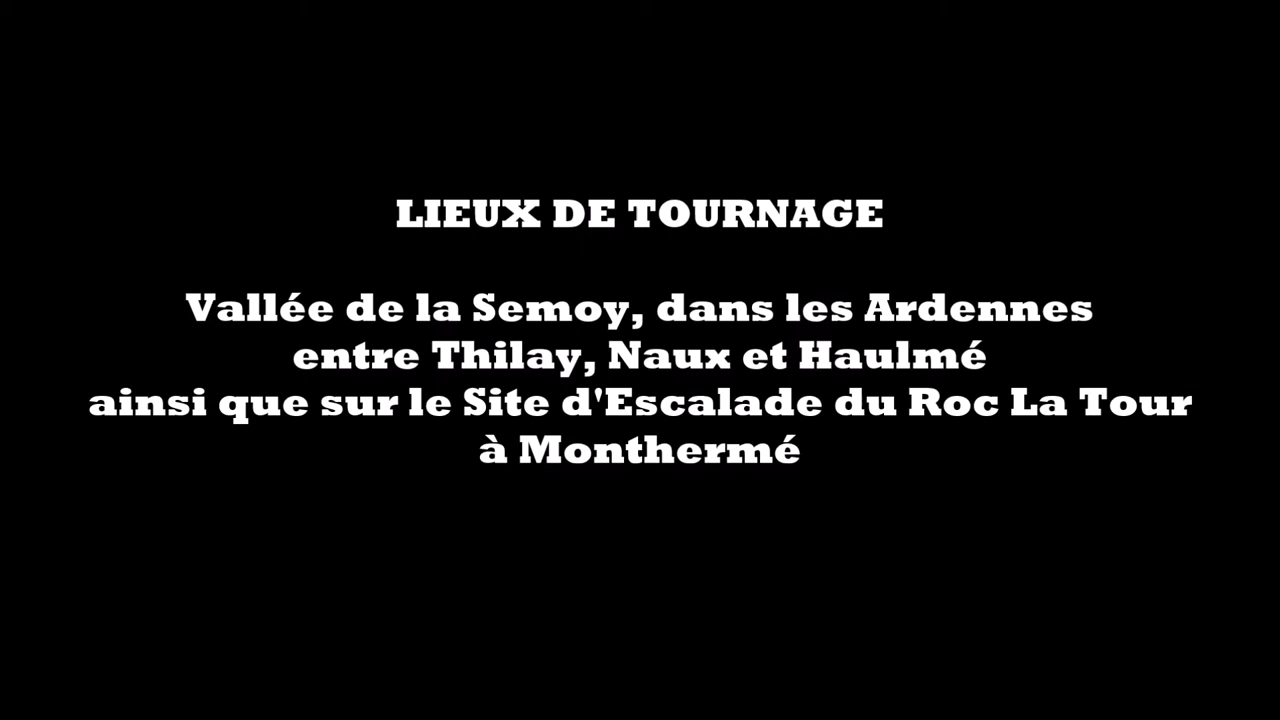 LIEUX DE TOURNAGE
Vallée de la Semoy, dans les Ardennes
entre Thilay, Naux et Haulmé
ainsi que sur le Site d'Escalade du Roc La Tour
à Monthermé